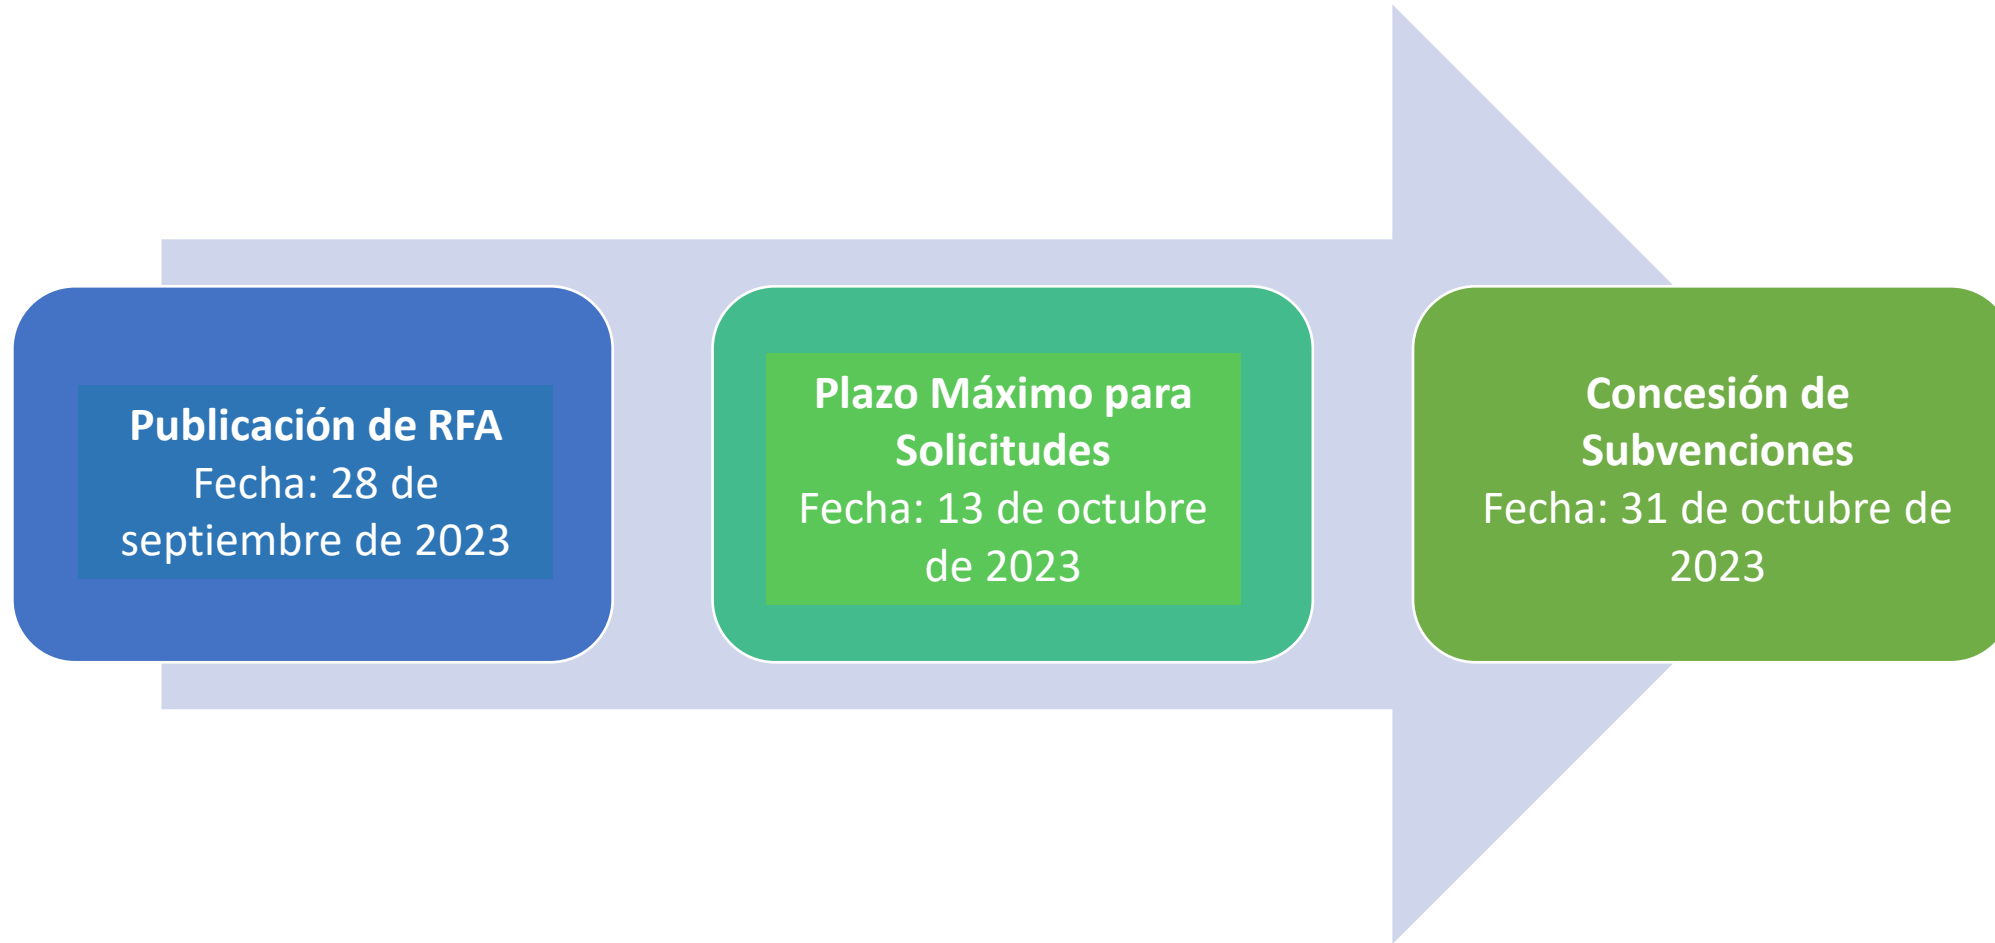 Publicación de RFA
Fecha: 28 de
septiembre de 2023
Plazo Máximo para
Solicitudes
Fecha: 13 de octubre
de 2023
Concesión de
Subvenciones
Fecha: 31 de octubre de
2023